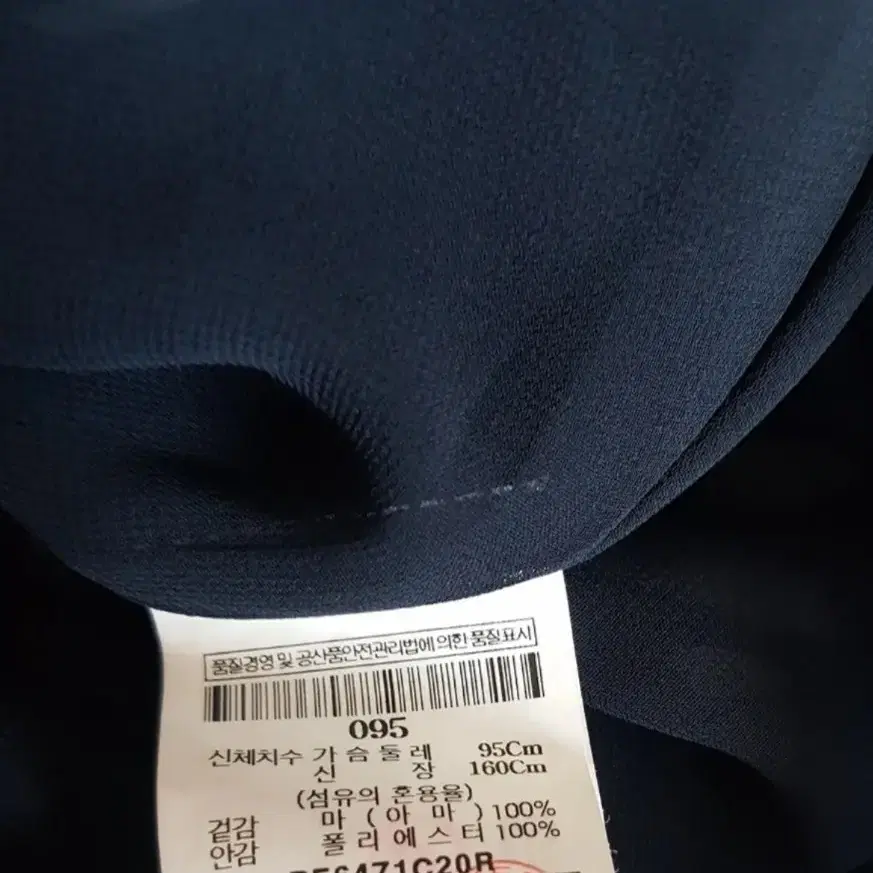 품질경영 및 공산품안전관리법에 의한 품질표시
095
신체치수 가 슴 둘 레 95Cm
신 장 160Cm
(섬유의 혼용율)
겉감 마 ( 아 마 ) 100%
안감 폴 리 에 스 터 100%